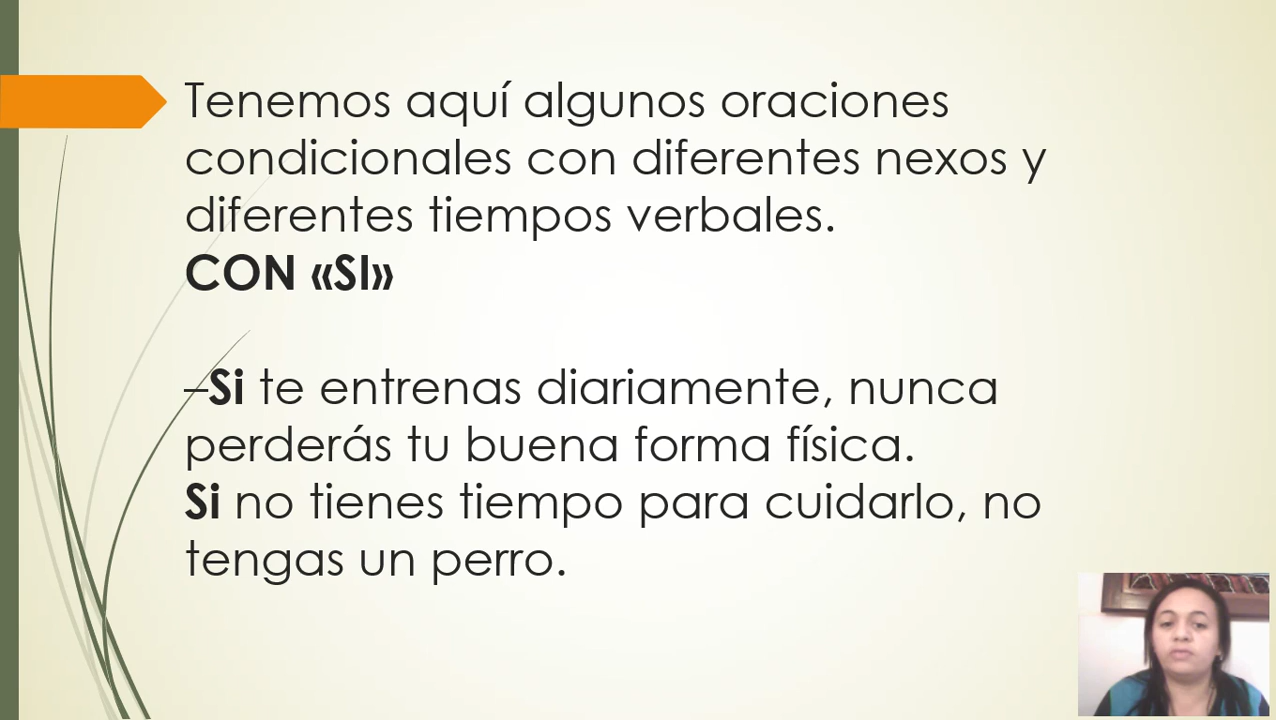 Tenemos aquí algunos oraciones
condicionales con diferentes nexos y
diferentes tiempos verbales.
CON «SI»
–Si te entrenas diariamente, nunca
perderás tu buena forma física.
Si no tienes tiempo para cuidarlo, no
tengas un perro.